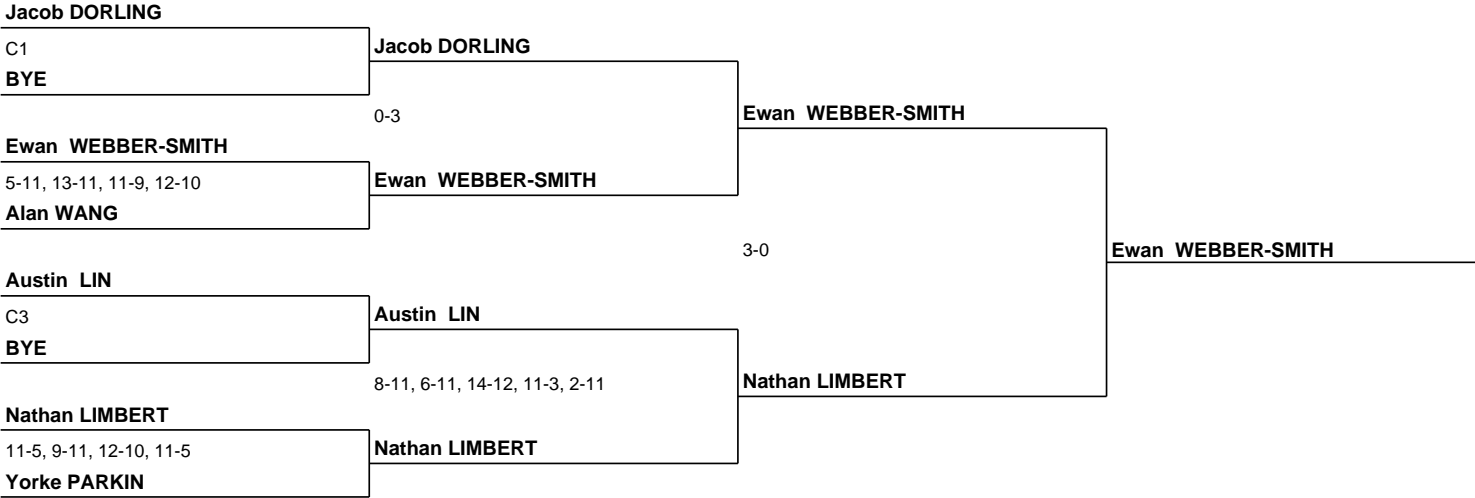 Jacob DORLING
C1
BYE
Jacob DORLING
0-3
Ewan WEBBER-SMITH
5-11, 13-11, 11-9, 12-10
Alan WANG
Ewan WEBBER-SMITH
Ewan WEBBER-SMITH
3-0
Ewan WEBBER-SMITH
Austin LIN
C3
BYE
Austin LIN
8-11, 6-11, 14-12, 11-3, 2-11
Nathan LIMBERT
Nathan LIMBERT
11-5, 9-11, 12-10, 11-5
Yorke PARKIN
Nathan LIMBERT